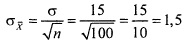 σ_x̄ = σ/√n = 15/√100 = 15/10 = 1,5